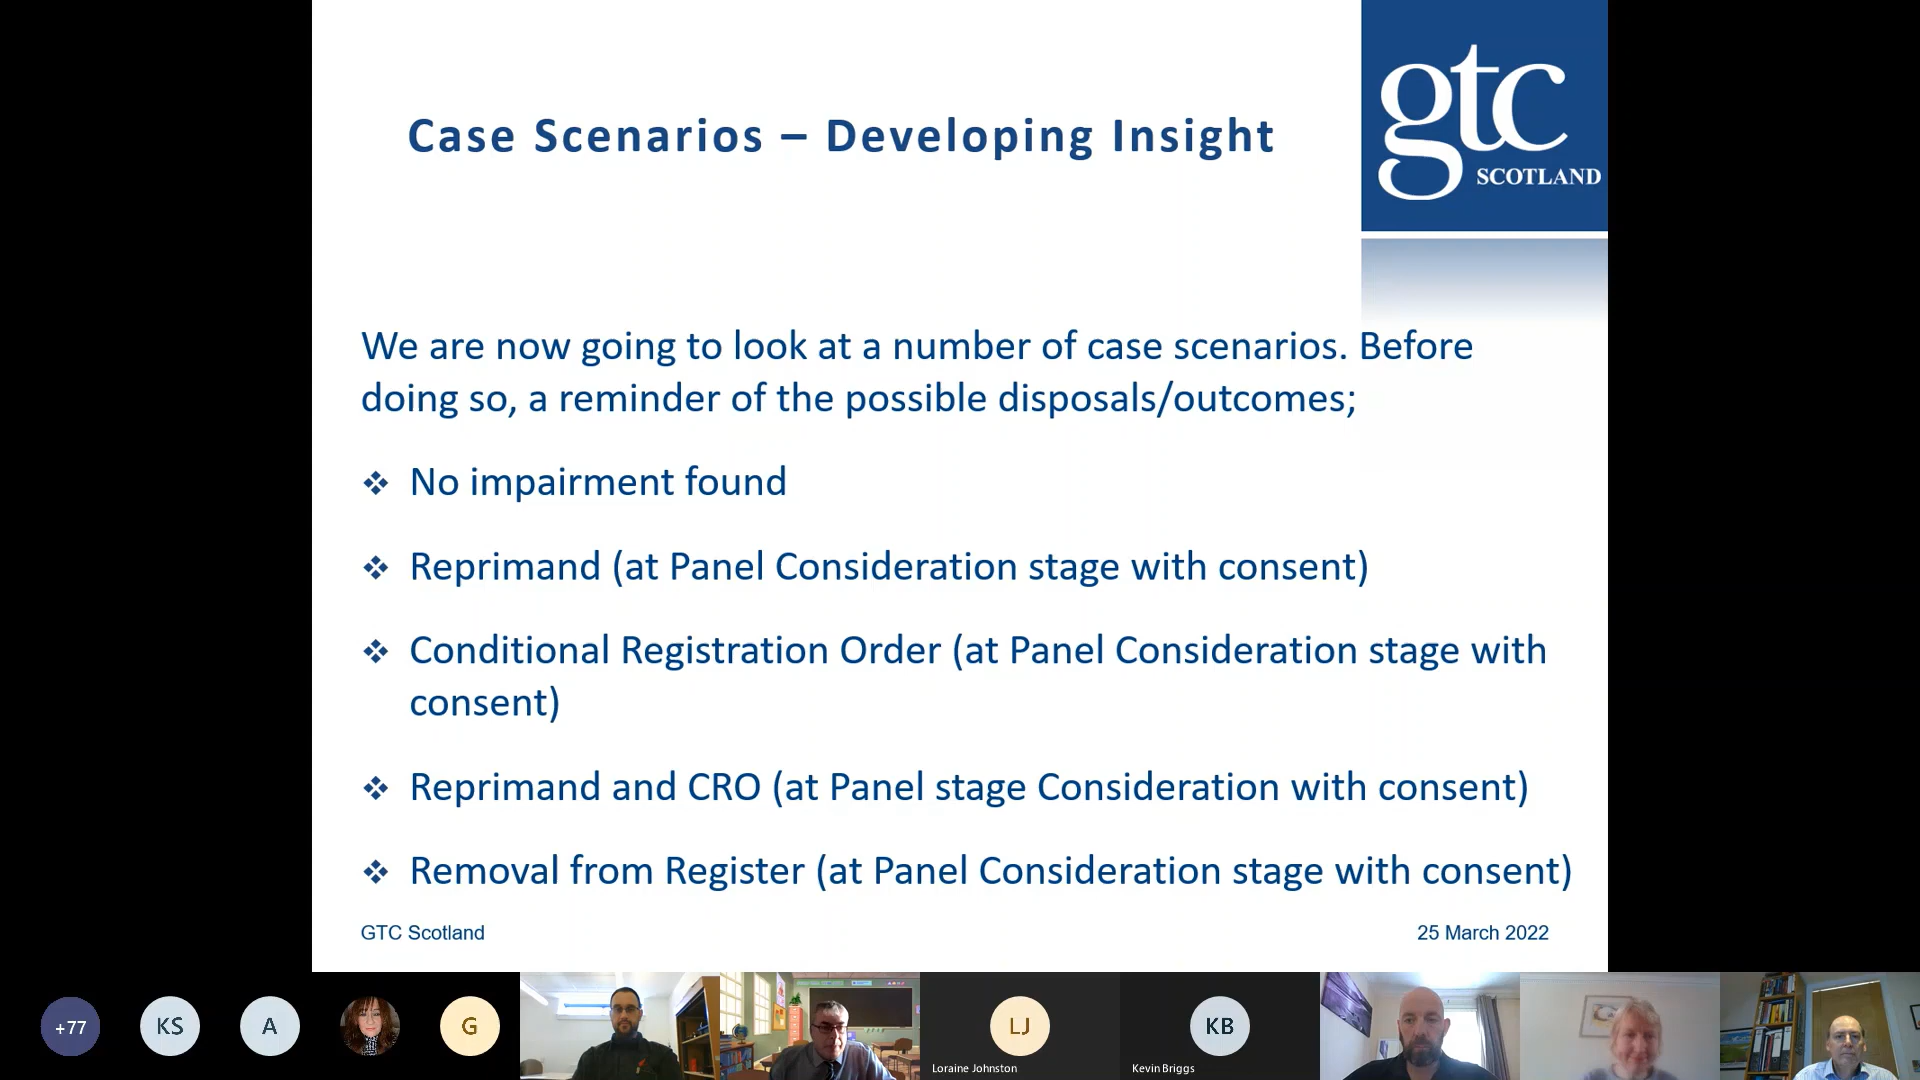 Case Scenarios – Developing Insight
gtc
SCOTLAND
We are now going to look at a number of case scenarios. Before
doing so, a reminder of the possible disposals/outcomes;
❖ No impairment found
❖ Reprimand (at Panel Consideration stage with consent)
❖ Conditional Registration Order (at Panel Consideration stage with
consent)
❖ Reprimand and CRO (at Panel stage Consideration with consent)
❖ Removal from Register (at Panel Consideration stage with consent)
GTC Scotland
25 March 2022
+77
KS
A
G
LJ
Loraine Johnston
KB
Kevin Briggs